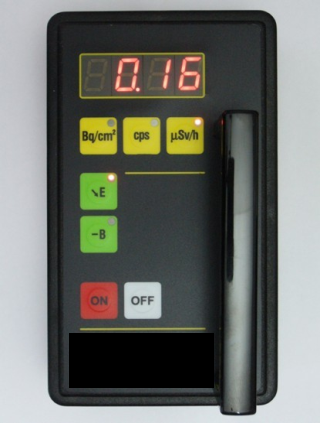 0.16
Bq/cm² cps µSv/h
↘E
-B
ON OFF